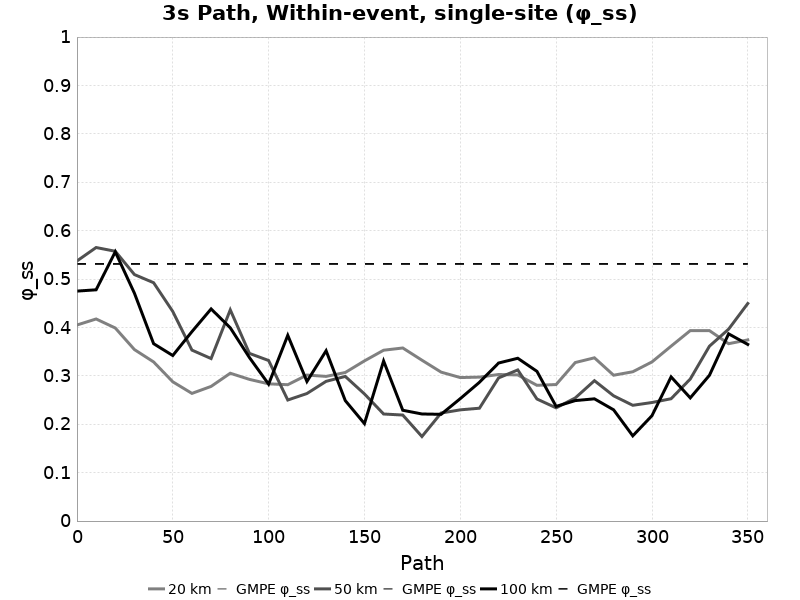 3s Path, Within-event, single-site (φ_ss)
1
0.9
0.8
0.7
0.6
0.5
0.4
0.3
0.2
0.1
0
φ_ss
0 50 100 150 200 250 300 350
Path
20 km GMPE φ_ss 50 km GMPE φ_ss 100 km GMPE φ_ss